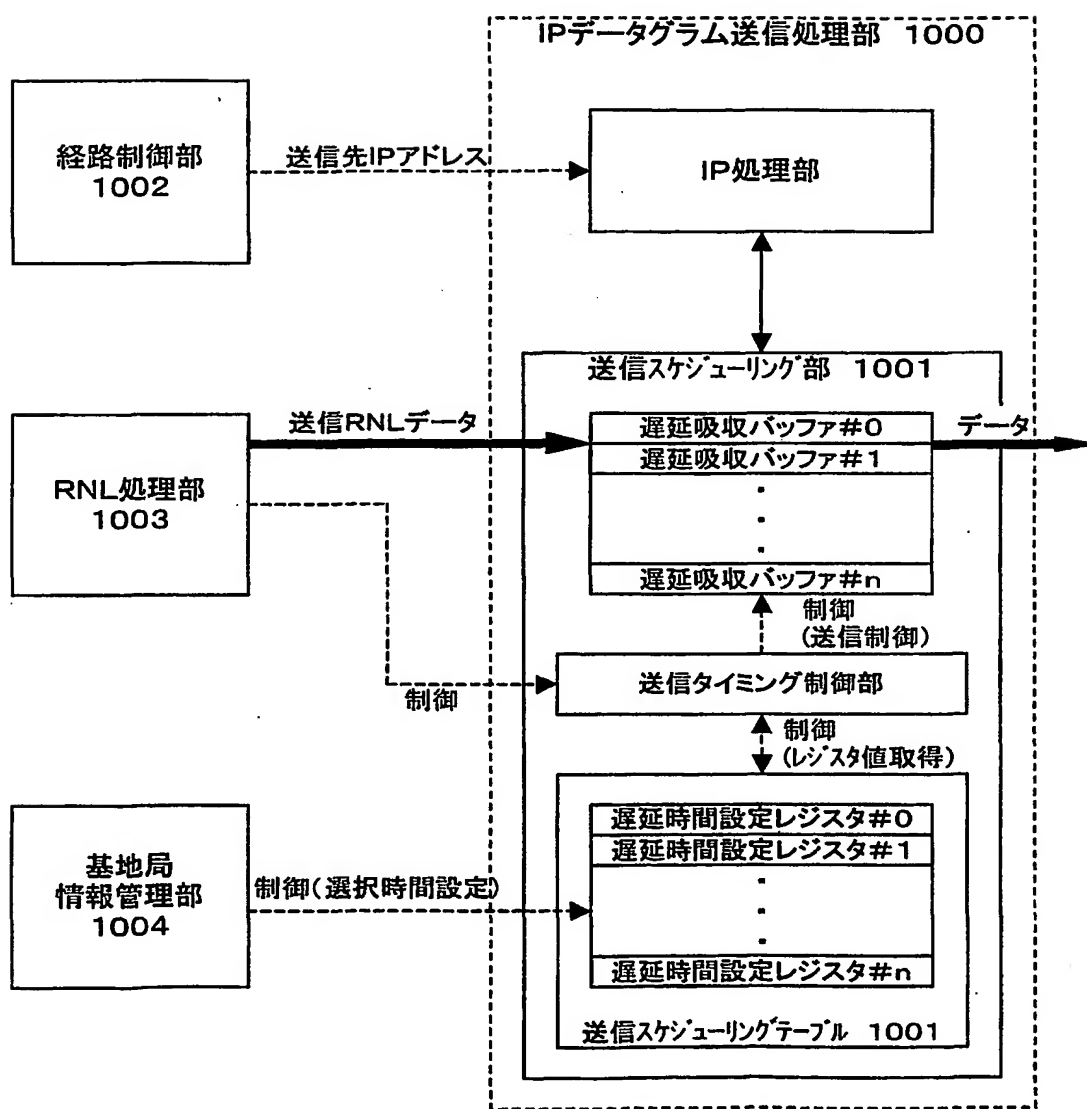 IPデータグラム送信処理部 1000
経路制御部
1002
送信先IPアドレス
IP処理部
送信スケジューリング部 1001
RNL処理部
1003
送信RNLデータ
遅延吸収バッファ#0
遅延吸収バッファ#1
・
・
・
遅延吸収バッファ#n
データ
制御
(送信制御)
送信タイミング制御部
制御
制御
(レジスタ値取得)
基地局
情報管理部
1004
制御(選択時間設定)
遅延時間設定レジスタ#0
遅延時間設定レジスタ#1
・
・
・
遅延時間設定レジスタ#n
送信スケジューリングテーブル 1001